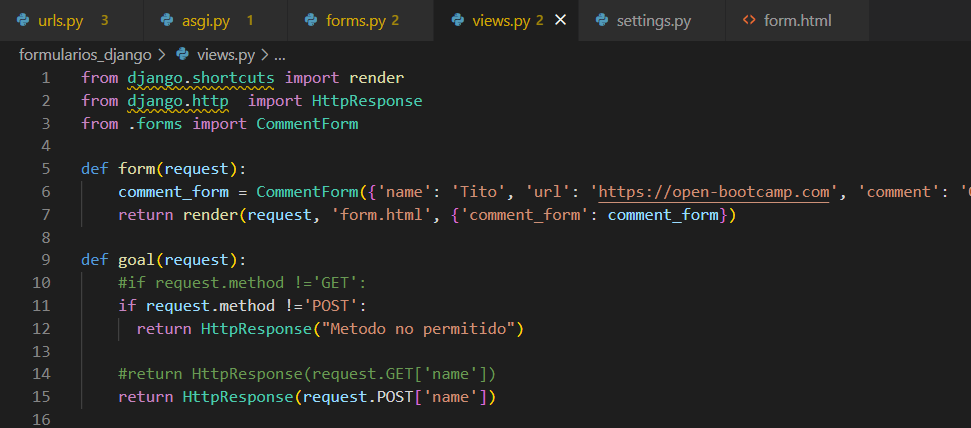 urls.py 3 asgi.py 1 forms.py 2 views.py 2 settings.py form.html
formularios_django > views.py > ...
1 from django.shortcuts import render
2 from django.http  import HttpResponse
3 from .forms import CommentForm
4
5 def form(request):
6     comment_form = CommentForm({'name': 'Tito', 'url': 'https://open-bootcamp.com', 'comment': '
7     return render(request, 'form.html', {'comment_form': comment_form})
8
9 def goal(request):
10     #if request.method !='GET':
11     if request.method !='POST':
12       return HttpResponse("Metodo no permitido")
13
14     #return HttpResponse(request.GET['name'])
15     return HttpResponse(request.POST['name'])
16